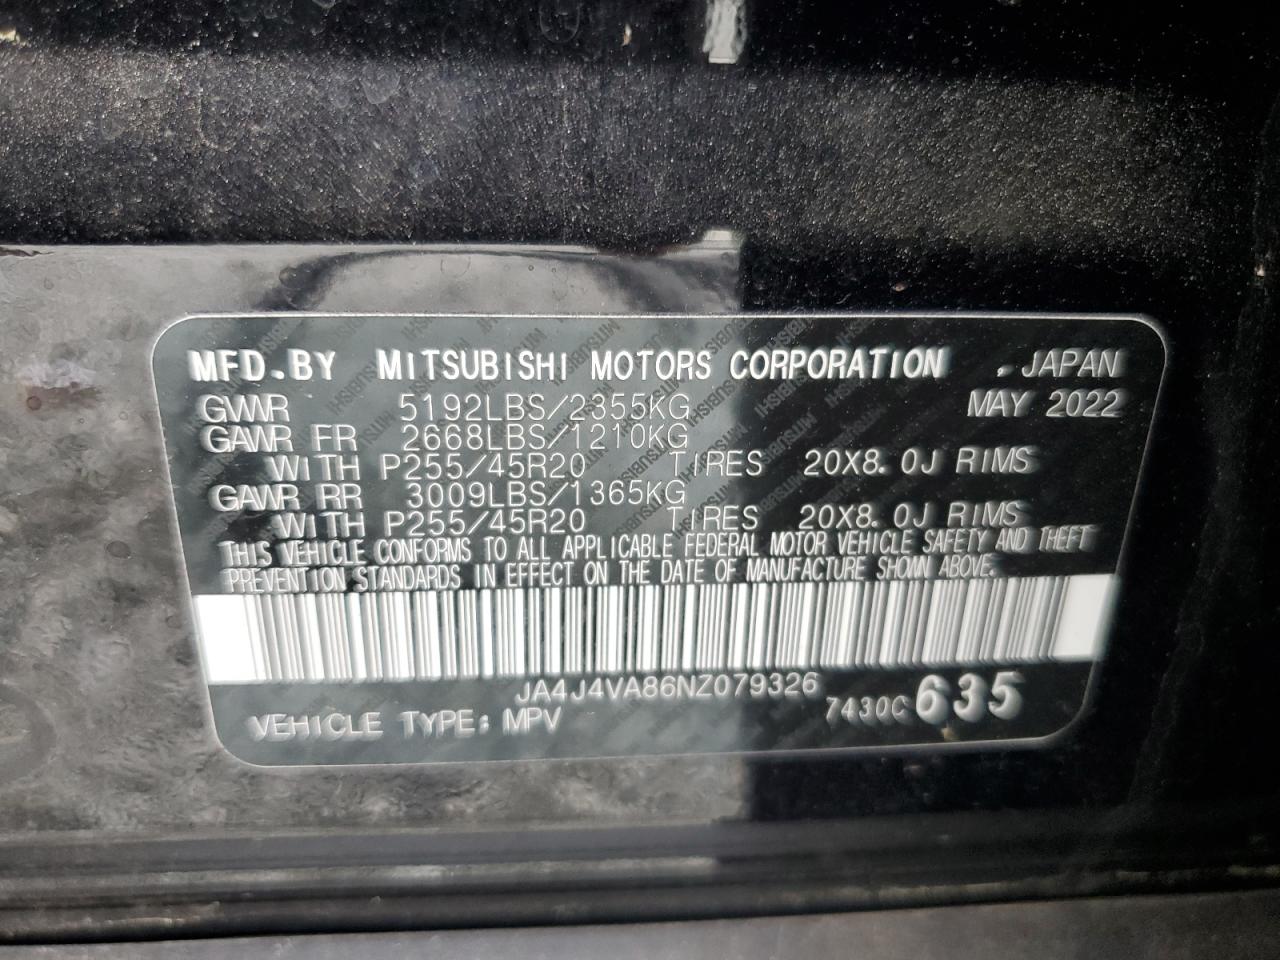 MFD.BY MITSUBISHI MOTORS CORPORATION , JAPAN
GVWR 5192LBS/2355KG MAY 2022
GAWR FR 2668LBS/1210KG
WITH P255/45R20 TIRES 20X8.0J RIMS
GAWR RR 3009LBS/1365KG
WITH P255/45R20 TIRES 20X8.0J RIMS
THIS VEHICLE CONFORMS TO ALL APPLICABLE FEDERAL MOTOR VEHICLE SAFETY AND THEFT
PREVENTION STANDARDS IN EFFECT ON THE DATE OF MANUFACTURE SHOWN ABOVE.
JA4J4VA86NZ079326
VEHICLE TYPE: MPV 7430C 635